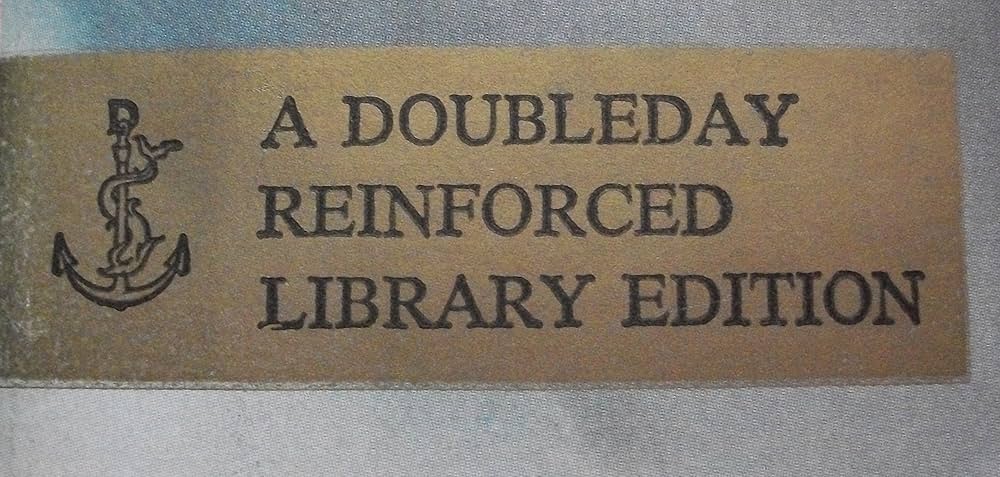 A DOUBLEDAY
REINFORCED
LIBRARY EDITION